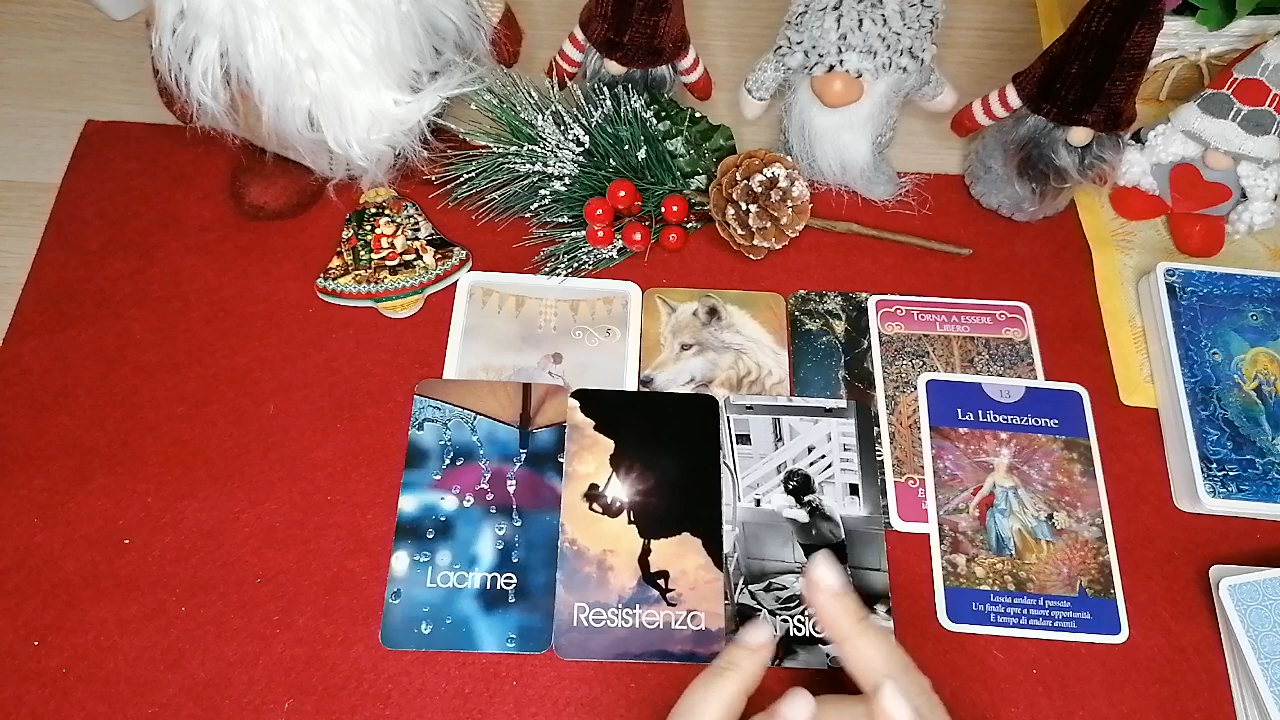 5
TORNA A ESSERE
LIBERO
13
La Liberazione
Lascia andare il passato.
Un finale apre a nuove opportunità.
È tempo di andare avanti.
Lacrime
Resistenza